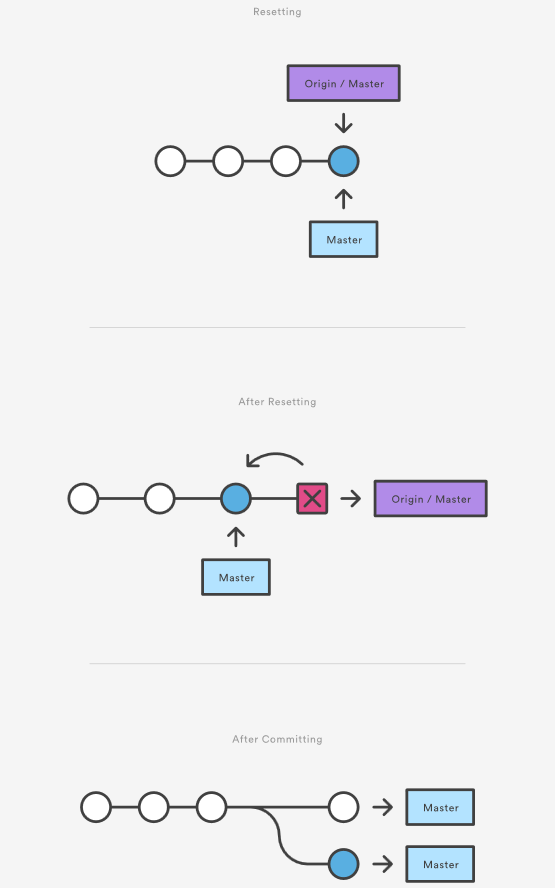 Resetting
Origin / Master
Master
After Resetting
Origin / Master
Master
After Committing
Master
Master